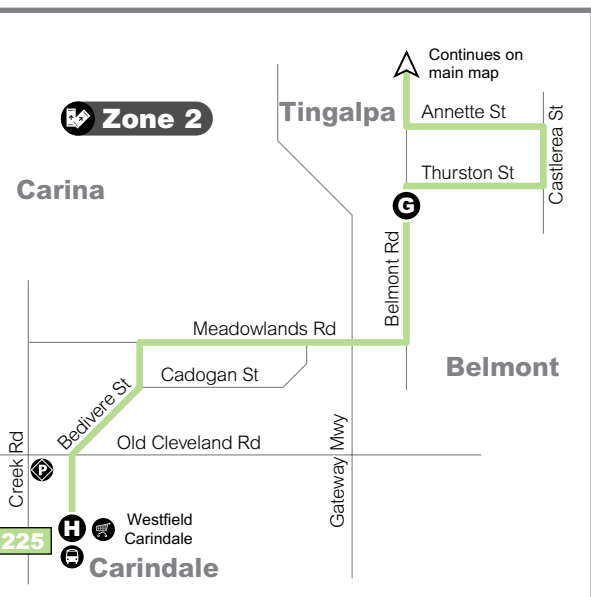 Continues on
main map
Zone 2
Tingalpa
Annette St
Castlerea St
Thurston St
Carina
G
Belmont Rd
Meadowlands Rd
Belmont
Cadogan St
Bedivere St
Old Cleveland Rd
Creek Rd
P
Gateway Mwy
H
Westfield
Carindale
225
Carindale